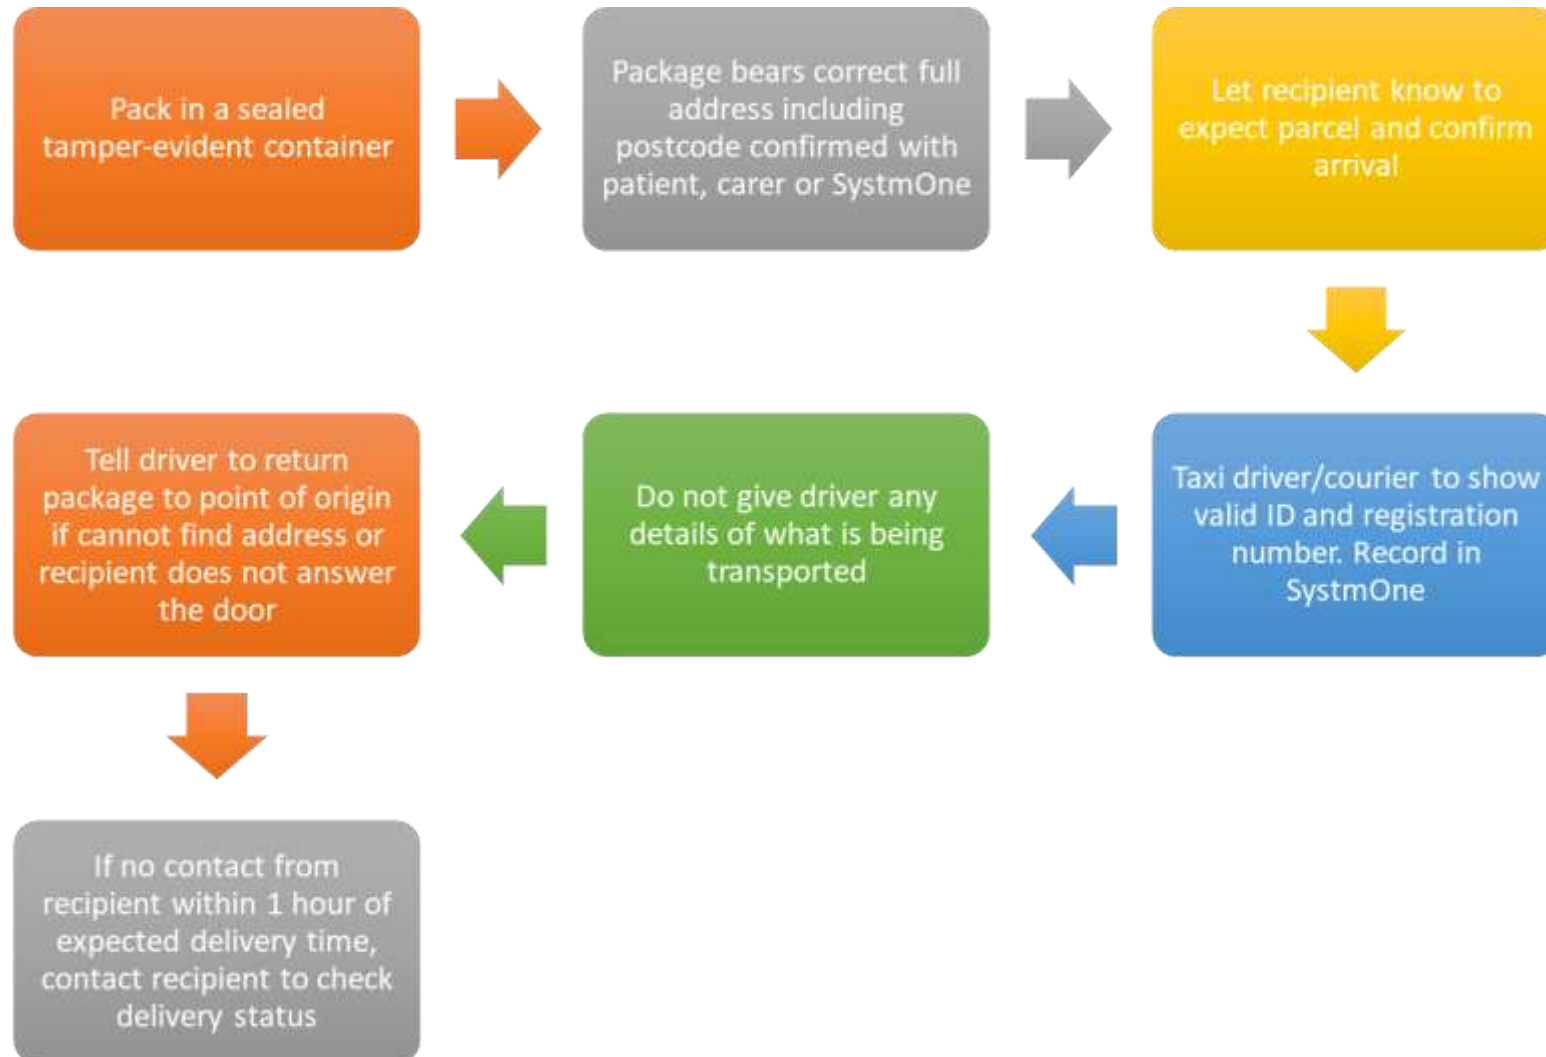 Pack in a sealed
tamper-evident container
Package bears correct full
address including
postcode confirmed with
patient, carer or SystmOne
Let recipient know to
expect parcel and confirm
arrival
Taxi driver/courier to show
valid ID and registration
number. Record in
SystmOne
Do not give driver any
details of what is being
transported
Tell driver to return
package to point of origin
if cannot find address or
recipient does not answer
the door
If no contact from
recipient within 1 hour of
expected delivery time,
contact recipient to check
delivery status